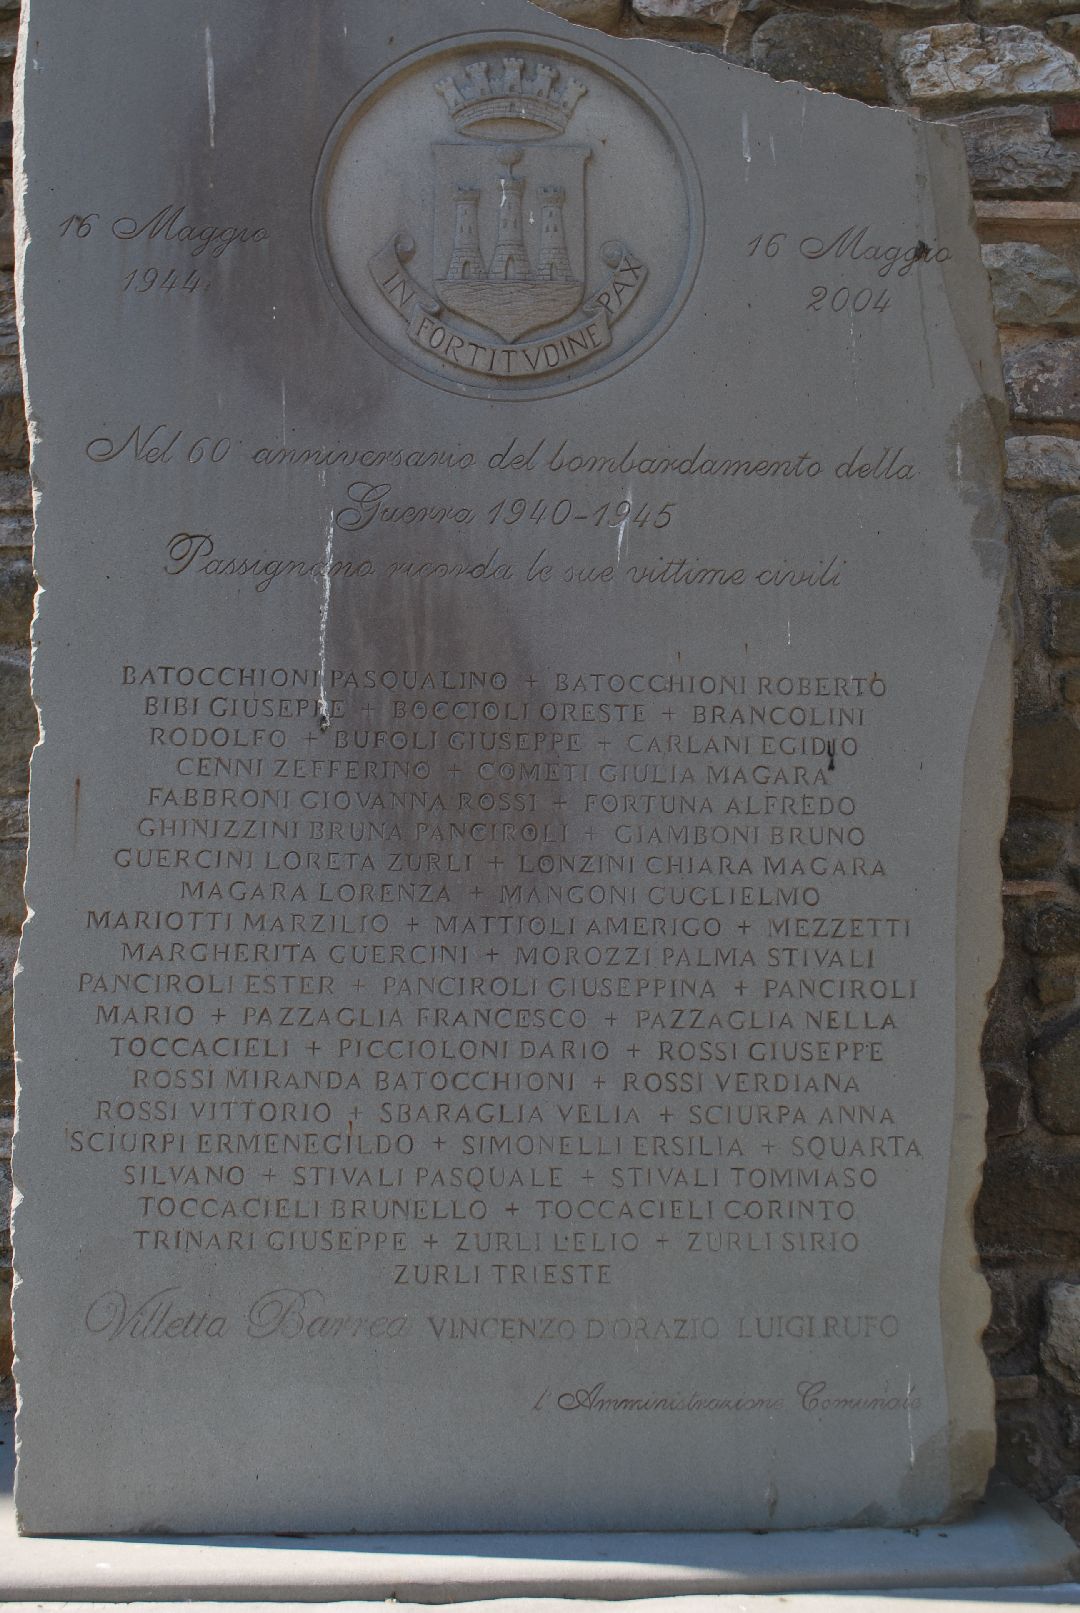 16 Maggio
1944
16 Maggio
2004
IN FORTITVDINE PAX
Nel 60 anniversario del bombardamento della
Guerra 1940-1945
Passignano ricorda le sue vittime civili
BATOCCHIONI PASQUALINO + BATOCCHIONI ROBERTO
BIBI GIUSEPPE + BOCCIOLI ORESTE + BRANCOLINI
RODOLFO + BUFOLI GIUSEPPE + CARLANI EGIDIO
CENNI ZEFFERINO + COMETI GIULIA MAGARA
FABBRONI GIOVANNA ROSSI + FORTUNA ALFREDO
GHINIZZINI BRUNA PANCIROLI + GIAMBONI BRUNO
GUERCINI LORETA ZURLI + LONZINI CHIARA MAGARA
MAGARA LORENZA + MANGONI GUGLIELMO
MARIOTTI MARZILIO + MATTIOLI AMERIGO + MEZZETTI
MARGHERITA GUERCINI + MOROZZI PALMA STIVALI
PANCIROLI ESTER + PANCIROLI GIUSEPPINA + PANCIROLI
MARIO + PAZZAGLIA FRANCESCO + PAZZAGLIA NELLA
TOCCACIELI + PICCIOLONI DARIO + ROSSI GIUSEPPE
ROSSI MIRANDA BATOCCHIONI + ROSSI VERDIANA
ROSSI VITTORIO + SBARAGLIA VELIA + SCIURPA ANNA
SCIURPI ERMENEGILDO + SIMONELLI ERSILIA + SQUARTA
SILVANO + STIVALI PASQUALE + STIVALI TOMMASO
TOCCACIELI BRUNELLO + TOCCACIELI CORINTO
TRINARI GIUSEPPE + ZURLI LELIO + ZURLI SIRIO
ZURLI TRIESTE
Villetta Barrea VINCENZO D'ORAZIO LUIGI RUFO
l'Amministrazione Comunale